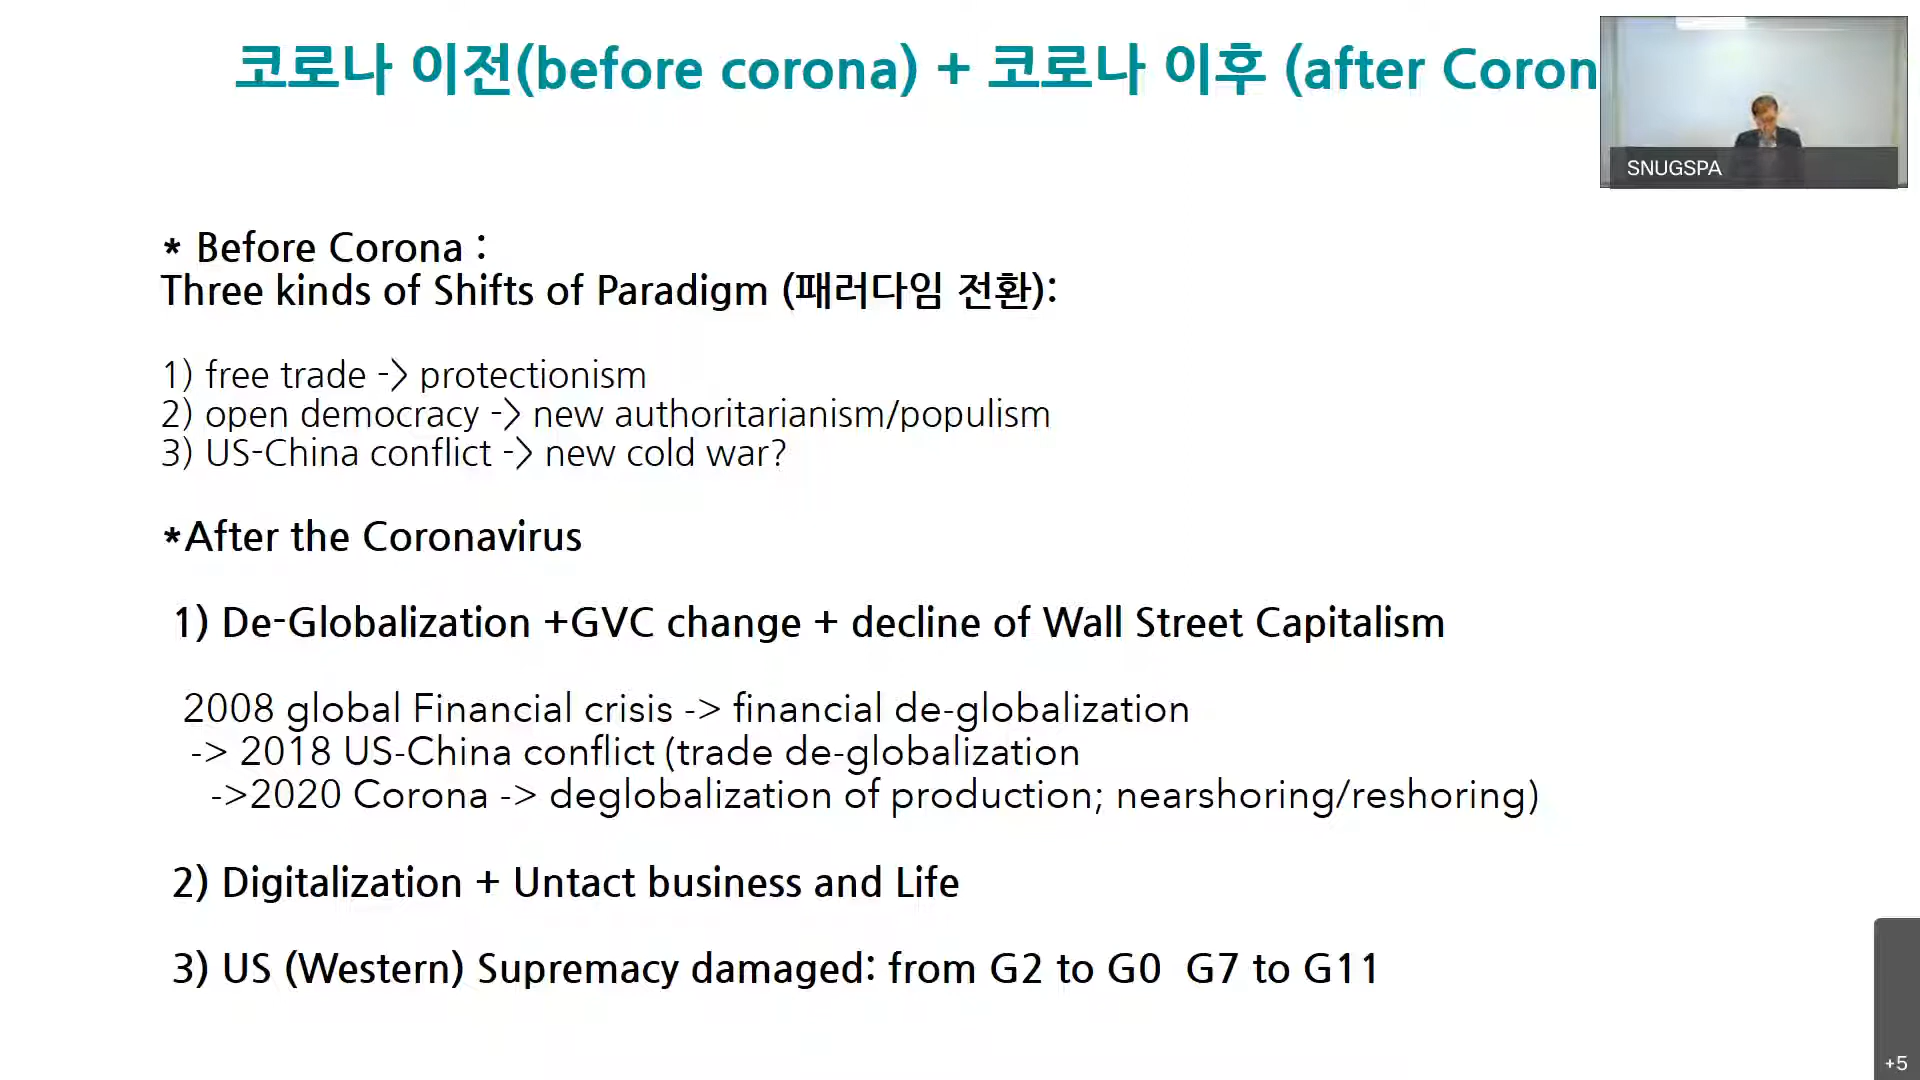 코로나 이전(before corona) + 코로나 이후 (after Coron
SNUGSPA
* Before Corona :
Three kinds of Shifts of Paradigm (패러다임 전환):
1) free trade -> protectionism
2) open democracy -> new authoritarianism/populism
3) US-China conflict -> new cold war?
*After the Coronavirus
1) De-Globalization +GVC change + decline of Wall Street Capitalism
2008 global Financial crisis -> financial de-globalization
-> 2018 US-China conflict (trade de-globalization
->2020 Corona -> deglobalization of production; nearshoring/reshoring)
2) Digitalization + Untact business and Life
3) US (Western) Supremacy damaged: from G2 to G0  G7 to G11
+5